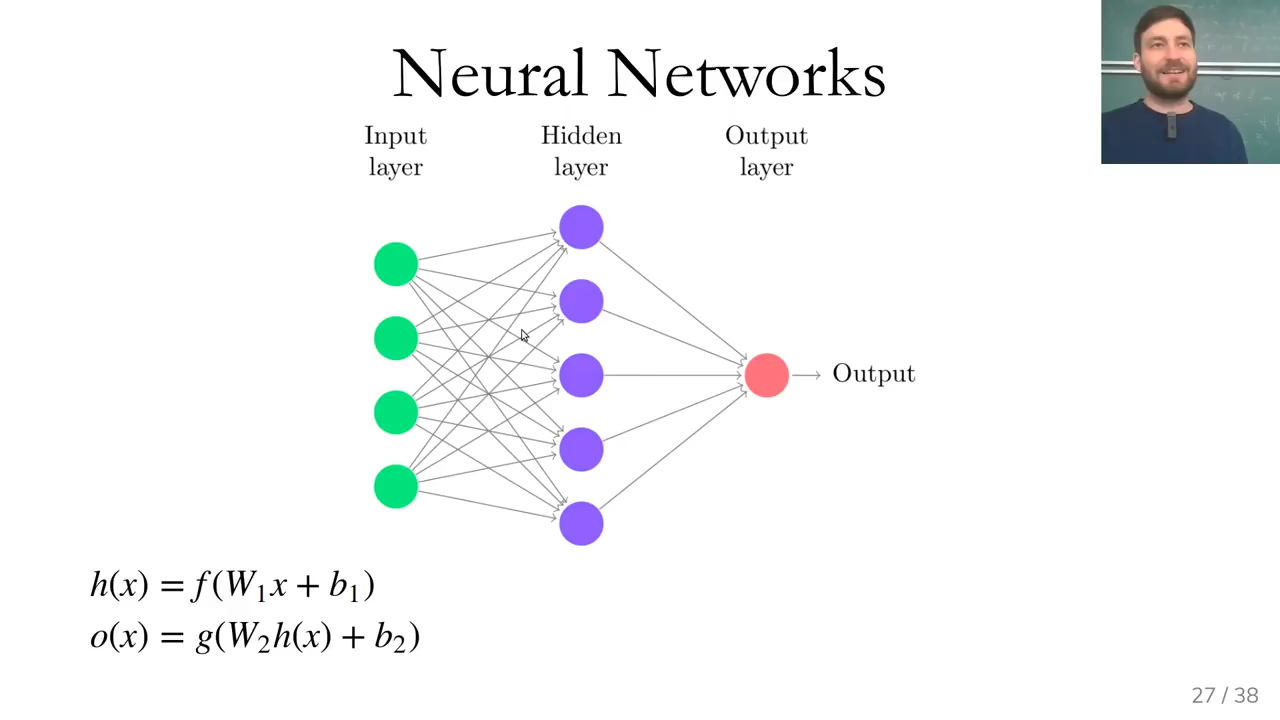 Neural Networks
Input layer
Hidden layer
Output layer
Output
h(x) = f(W₁x + b₁)
o(x) = g(W₂h(x) + b₂)
27 / 38